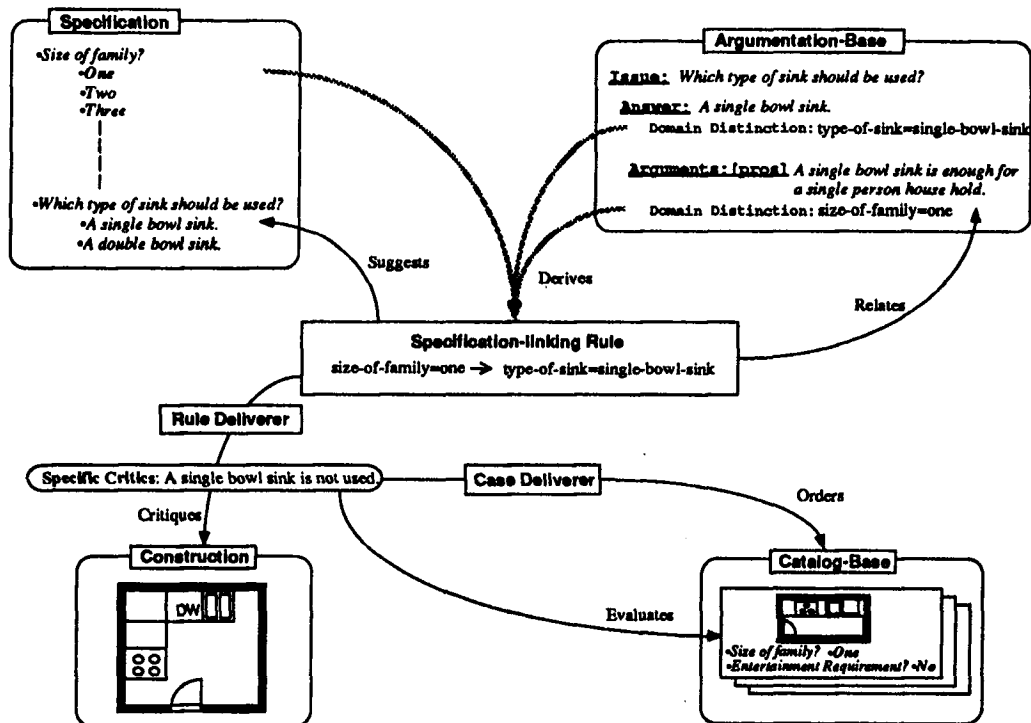 Specification
•Size of family?
•One
•Two
•Three
•Which type of sink should be used?
•A single bowl sink.
•A double bowl sink.
Argumentation-Base
Issue: Which type of sink should be used?
Answer: A single bowl sink.
Domain Distinction: type-of-sink=single-bowl-sink
Arguments:[pros] A single bowl sink is enough for
a single person house hold.
Domain Distinction: size-of-family=one
Suggests
Derives
Relates
Specification-linking Rule
size-of-family=one → type-of-sink=single-bowl-sink
Rule Deliverer
Specific Critics: A single bowl sink is not used.
Case Deliverer
Critiques
Orders
Construction
DW
Evaluates
Catalog-Base
•Size of family? •One
•Entertainment Requirement? •No